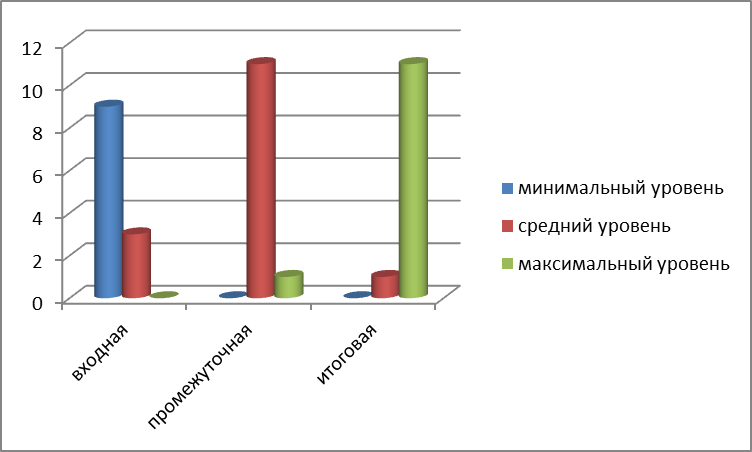 12
10
8
6
4
2
0
входная
промежуточная
итоговая
минимальный уровень
средний уровень
максимальный уровень